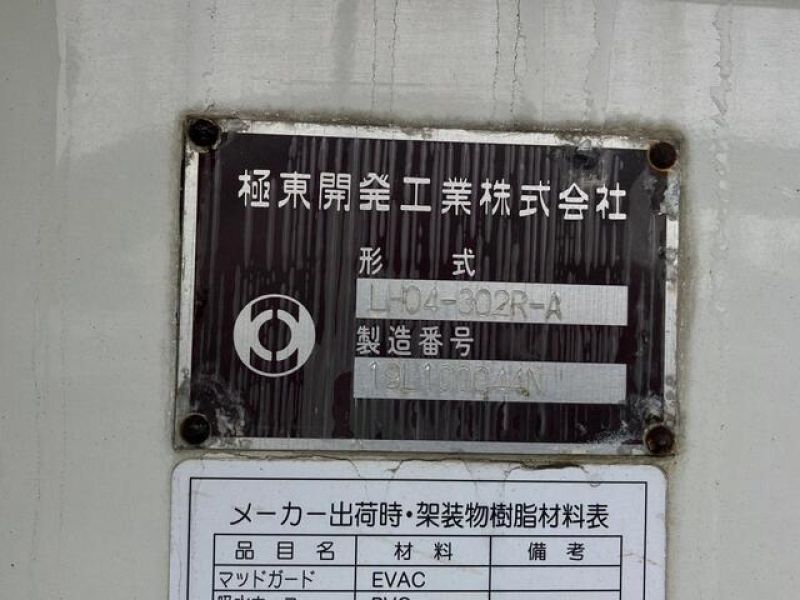 極東開発工業株式会社
形式
LH04-302R-A
製造番号
メーカー出荷時・架装物樹脂材料表
品目名 材料 備考
マッドガード EVAC